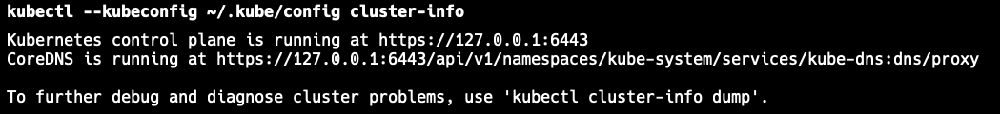 kubectl --kubeconfig ~/.kube/config cluster-info
Kubernetes control plane is running at https://127.0.0.1:6443
CoreDNS is running at https://127.0.0.1:6443/api/v1/namespaces/kube-system/services/kube-dns:dns/proxy
To further debug and diagnose cluster problems, use 'kubectl cluster-info dump'.